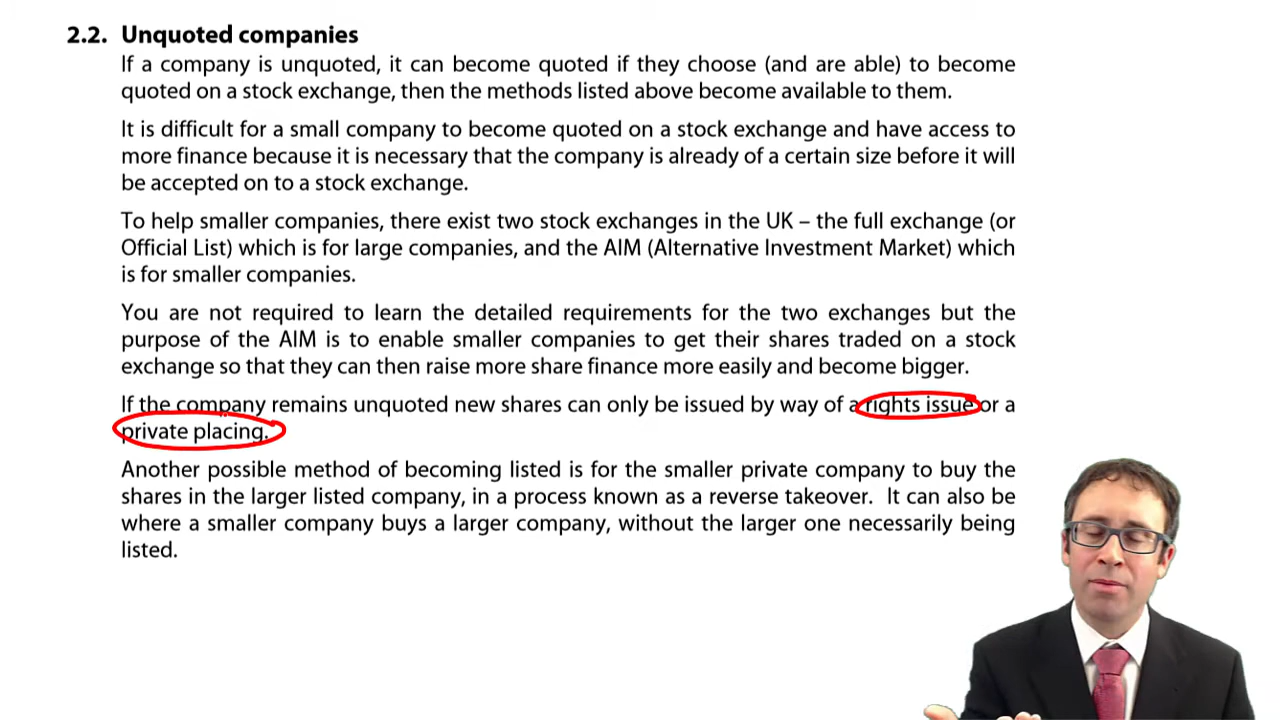 2.2. Unquoted companies
If a company is unquoted, it can become quoted if they choose (and are able) to become
quoted on a stock exchange, then the methods listed above become available to them.
It is difficult for a small company to become quoted on a stock exchange and have access to
more finance because it is necessary that the company is already of a certain size before it will
be accepted on to a stock exchange.
To help smaller companies, there exist two stock exchanges in the UK – the full exchange (or
Official List) which is for large companies, and the AIM (Alternative Investment Market) which
is for smaller companies.
You are not required to learn the detailed requirements for the two exchanges but the
purpose of the AIM is to enable smaller companies to get their shares traded on a stock
exchange so that they can then raise more share finance more easily and become bigger.
If the company remains unquoted new shares can only be issued by way of a rights issue or a
private placing.
Another possible method of becoming listed is for the smaller private company to buy the
shares in the larger listed company, in a process known as a reverse takeover. It can also be
where a smaller company buys a larger company, without the larger one necessarily being
listed.